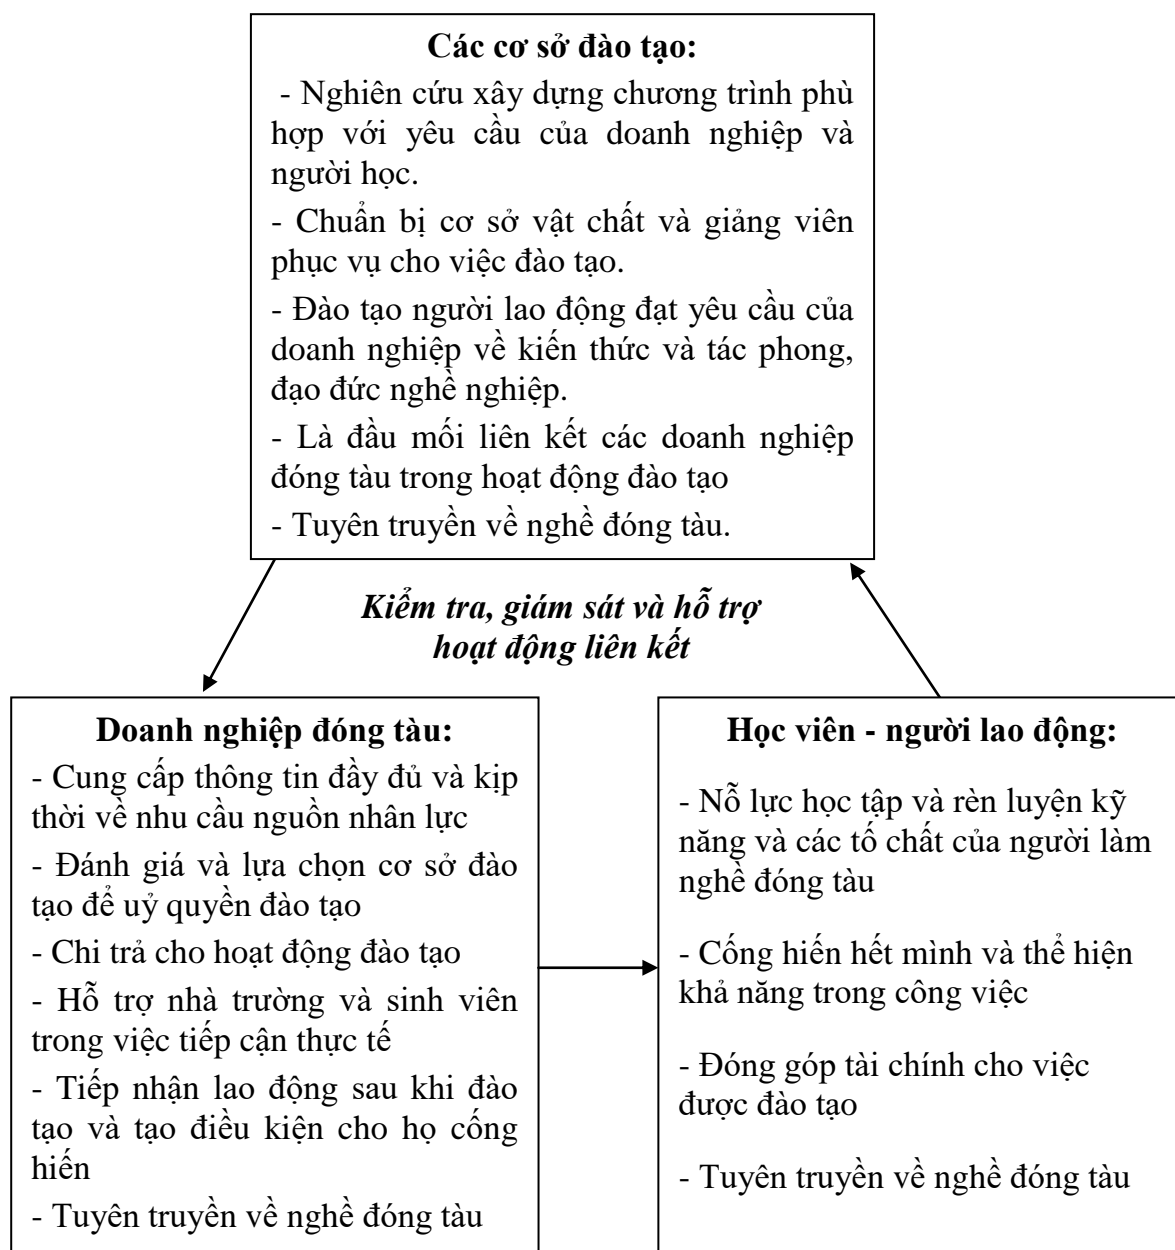 Các cơ sở đào tạo:
- Nghiên cứu xây dựng chương trình phù
hợp với yêu cầu của doanh nghiệp và
người học.
- Chuẩn bị cơ sở vật chất và giảng viên
phục vụ cho việc đào tạo.
- Đào tạo người lao động đạt yêu cầu của
doanh nghiệp về kiến thức và tác phong,
đạo đức nghề nghiệp.
- Là đầu mối liên kết các doanh nghiệp
đóng tàu trong hoạt động đào tạo
- Tuyên truyền về nghề đóng tàu.
Kiểm tra, giám sát và hỗ trợ
hoạt động liên kết
Doanh nghiệp đóng tàu:
- Cung cấp thông tin đầy đủ và kịp
thời về nhu cầu nguồn nhân lực
- Đánh giá và lựa chọn cơ sở đào
tạo để uỷ quyền đào tạo
- Chi trả cho hoạt động đào tạo
- Hỗ trợ nhà trường và sinh viên
trong việc tiếp cận thực tế
- Tiếp nhận lao động sau khi đào
tạo và tạo điều kiện cho họ cống
hiến
- Tuyên truyền về nghề đóng tàu
Học viên - người lao động:
- Nỗ lực học tập và rèn luyện kỹ
năng và các tố chất của người làm
nghề đóng tàu
- Cống hiến hết mình và thể hiện
khả năng trong công việc
- Đóng góp tài chính cho việc
được đào tạo
- Tuyên truyền về nghề đóng tàu